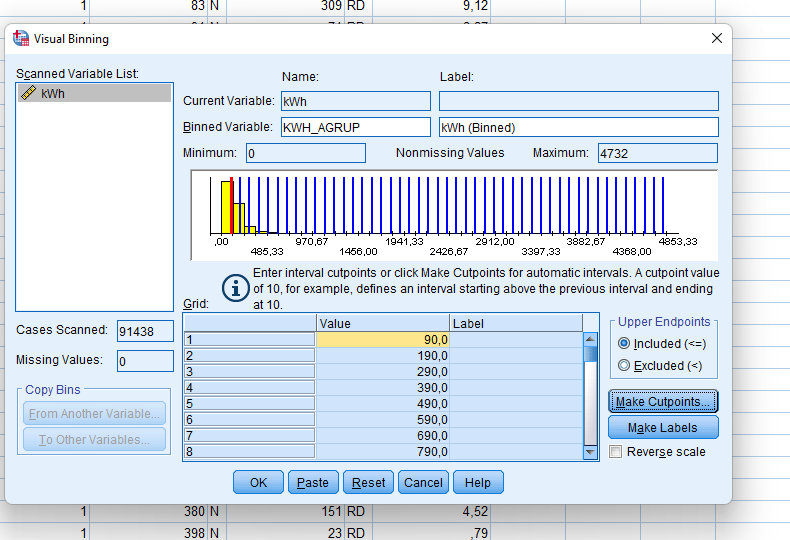 1 83 N 309 RD 9,12
Visual Binning
Scanned Variable List:
kWh
Name: Label:
Current Variable: kWh
Binned Variable: KWH_AGRUP kWh (Binned)
Minimum: 0 Nonmissing Values Maximum: 4732
,00 970,67 1941,33 2912,00 3882,67 4853,33
485,33 1456,00 2426,67 3397,33 4368,00
Enter interval cutpoints or click Make Cutpoints for automatic intervals. A cutpoint value
of 10, for example, defines an interval starting above the previous interval and ending
at 10.
Grid:
Value Label
1 90,0
2 190,0
3 290,0
4 390,0
5 490,0
6 590,0
7 690,0
8 790,0
Cases Scanned: 91438
Missing Values: 0
Copy Bins
From Another Variable...
To Other Variables...
Upper Endpoints
Included (<=)
Excluded (<)
Make Cutpoints...
Make Labels
Reverse scale
OK Paste Reset Cancel Help
1 380 N 151 RD 4,52
1 398 N 23 RD ,79